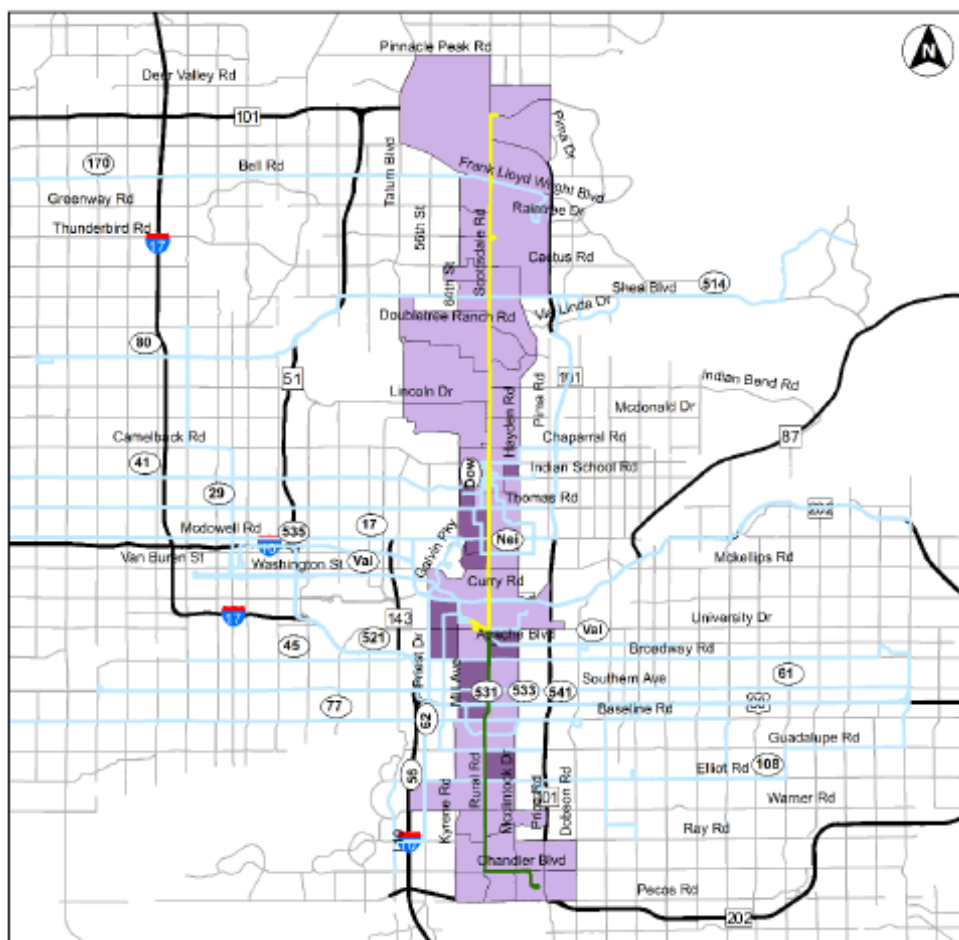 Pinnacle Peak Rd
N
Deer Valley Rd
101
Pima Dr
170
Bell Rd
Tatum Blvd
Frank Lloyd Wright Blvd
Greenway Rd
Raintree Dr
Thunderbird Rd
17
56th St
Scottsdale Rd
Cactus Rd
64th St
Shea Blvd
514
Via Linda Dr
Doubletree Ranch Rd
80
51
101
Indian Bend Rd
Lincoln Dr
Hayden Rd
Pima Rd
Mcdonald Dr
87
Camelback Rd
Chaparral Rd
41
Dow
Indian School Rd
29
Thomas Rd
202
Mcdowell Rd
535
17
Gavin Pky
Nei
10
Van Buren St
Washington St
Val
Mckellips Rd
Curry Rd
17
143
University Dr
45
521
Apache Blvd
Val
Broadway Rd
Priest Dr
Mill Ave
Southern Ave
61
531
533
541
77
62
Baseline Rd
Guadalupe Rd
Elliot Rd
108
56
Kyrene Rd
Rural Rd
Mcclintock Dr
Price Rd
101
Dobson Rd
Warner Rd
Ray Rd
I-10
10
Chandler Blvd
Pecos Rd
202